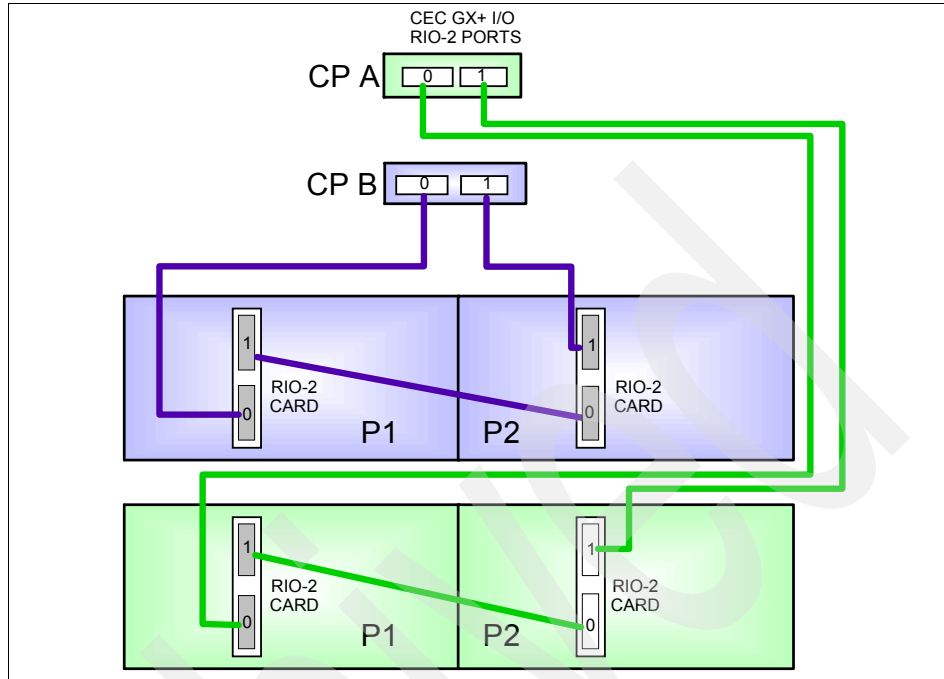 CEC GX+ I/O
RIO-2 PORTS
CP A
0 1
CP B
0 1
1 1
RIO-2
CARD
RIO-2
CARD
0 0
P1 P2
1 1
RIO-2
CARD
RIO-2
CARD
0 0
P1 P2